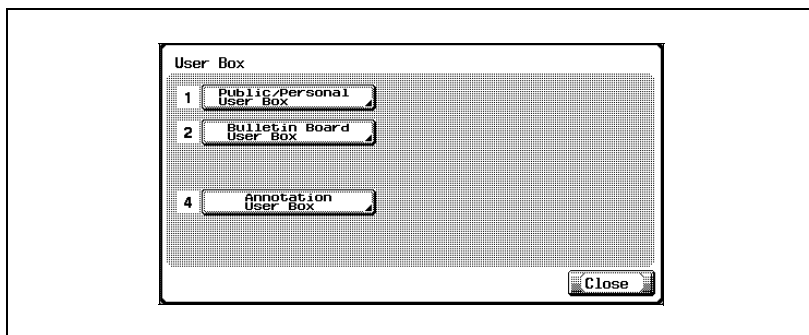 User Box
1 Public/Personal
User Box
2 Bulletin Board
User Box
4 Annotation
User Box
Close